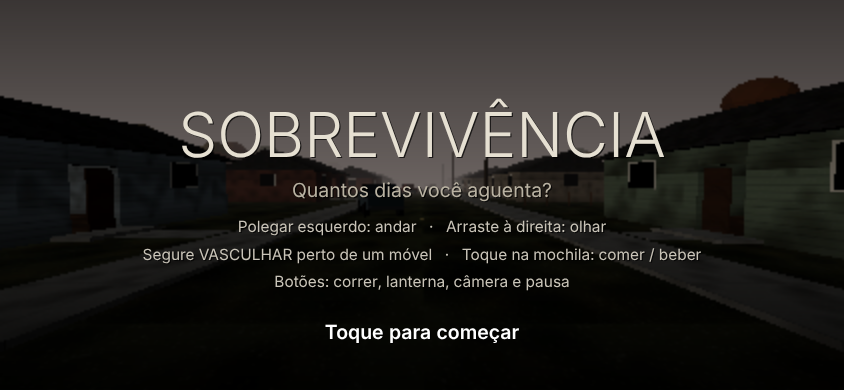 SOBREVIVÊNCIA
Quantos dias você aguenta?
Polegar esquerdo: andar · Arraste à direita: olhar
Segure VASCULHAR perto de um móvel · Toque na mochila: comer / beber
Botões: correr, lanterna, câmera e pausa
Toque para começar